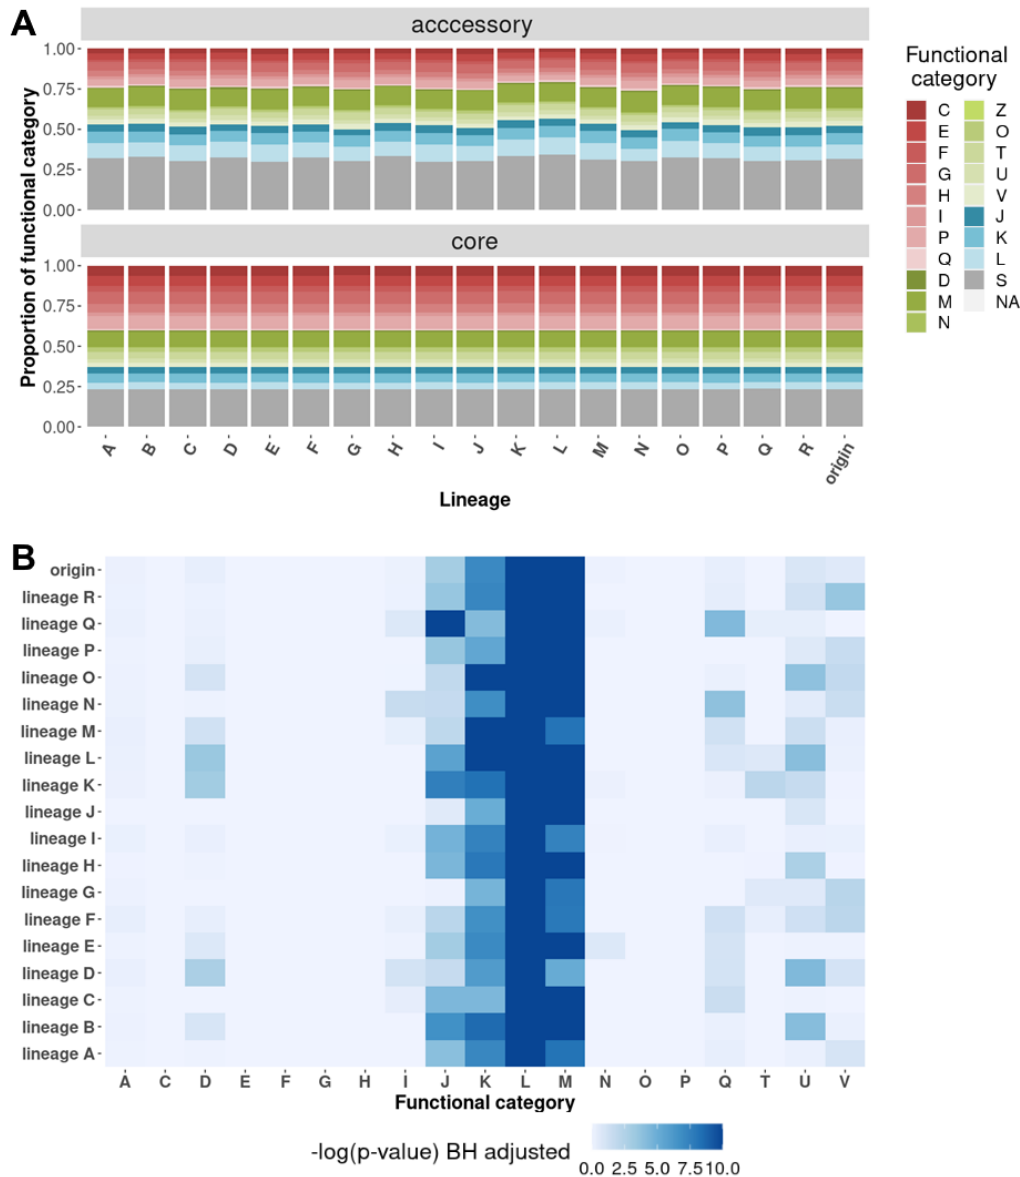 A
acccessory
Proportion of functional category
1.00
0.75
0.50
0.25
0.00
core
1.00
0.75
0.50
0.25
0.00
A B C D E F G H I J K L M N O P Q R origin
Lineage
Functional
category
C Z
E O
F T
G U
H V
I J
P K
Q L
D S
M NA
N
B
origin
lineage R
lineage Q
lineage P
lineage O
lineage N
lineage M
lineage L
lineage K
lineage J
lineage I
lineage H
lineage G
lineage F
lineage E
lineage D
lineage C
lineage B
lineage A
A C D E F G H I J K L M N O P Q T U V
Functional category
-log(p-value) BH adjusted
0.0 2.5 5.0 7.5 10.0